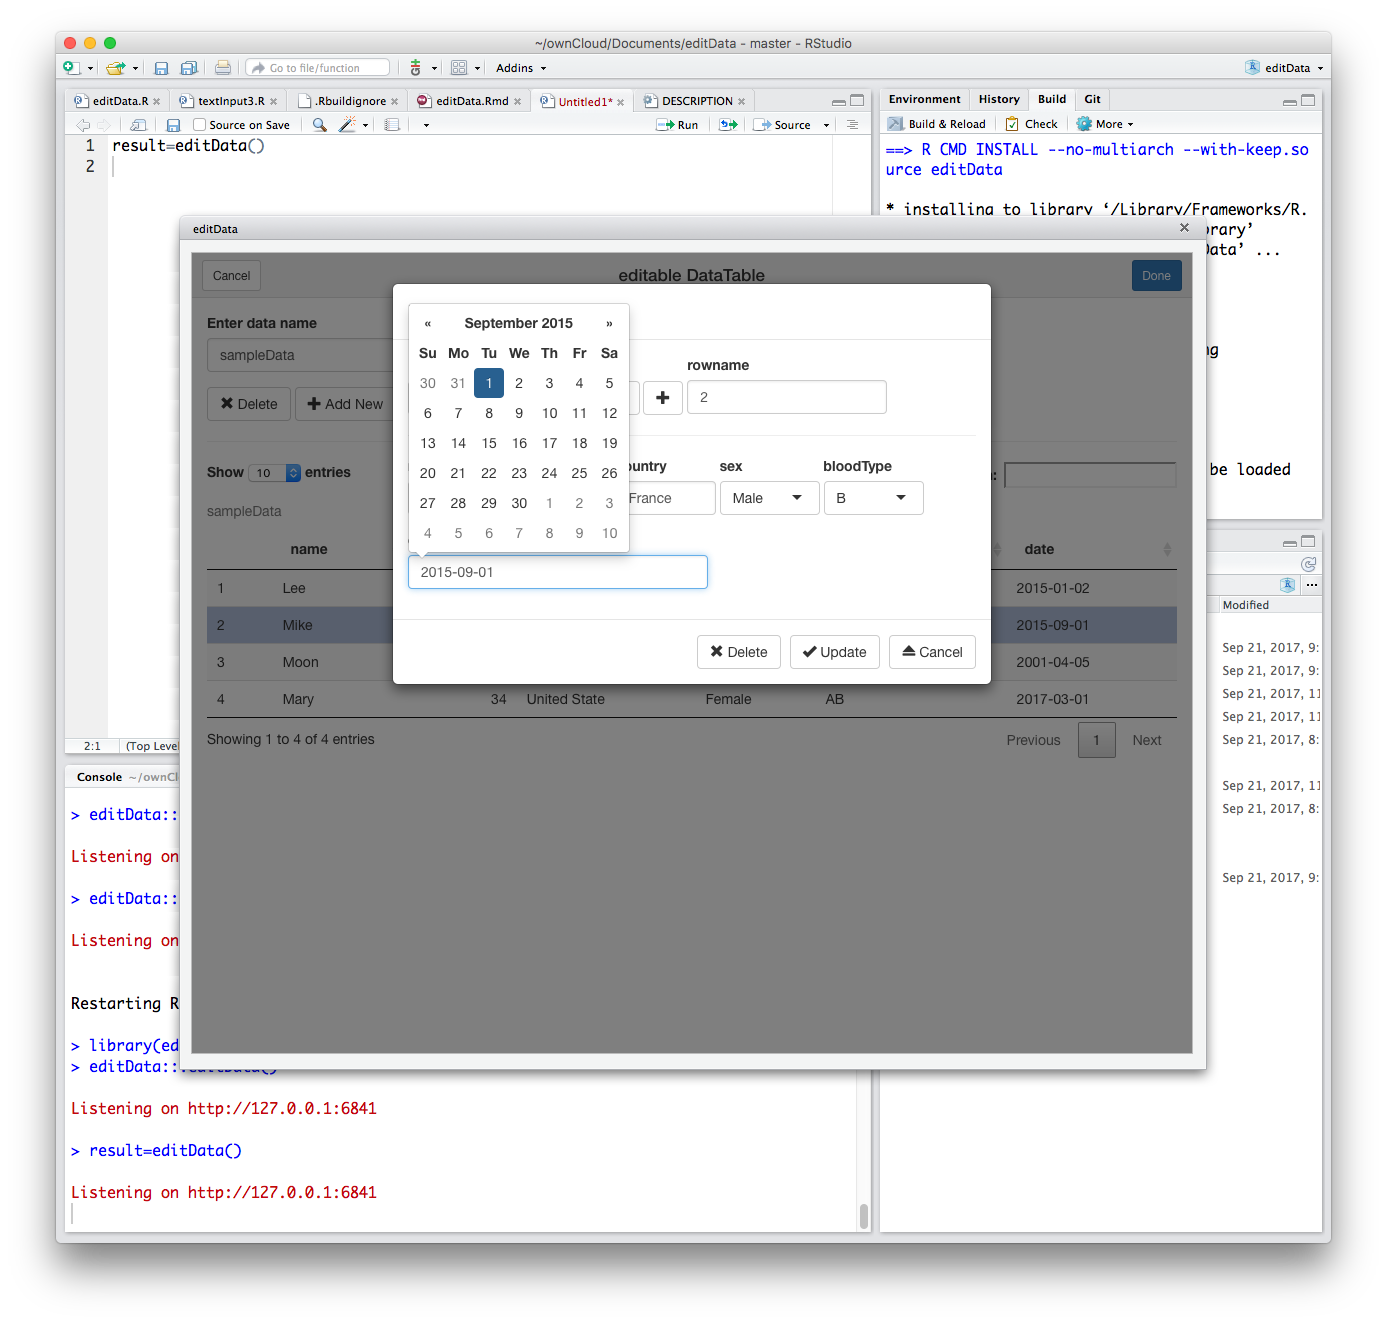 ~/ownCloud/Documents/editData - master - RStudio
Go to file/function
Addins
editData
editData.R
textInput3.R
.Rbuildignore
editData.Rmd
Untitled1*
DESCRIPTION
Source on Save
Run
Source
1 result=editData()
2
2:1 (Top Leve
Environment History Build Git
Build & Reload Check More
==> R CMD INSTALL --no-multiarch --with-keep.so
urce editData
* installing to library ‘/Library/Frameworks/R.
brary’
Data’ ...
ng
be loaded
editData
Cancel
editable DataTable
Done
Enter data name
sampleData
Delete
Add New
Show 10 entries
sampleData
name
date
1 Lee 2015-01-02
2 Mike 2015-09-01
3 Moon 2001-04-05
4 Mary 34 United State Female AB 2017-03-01
Showing 1 to 4 of 4 entries
Previous 1 Next
« September 2015 »
Su Mo Tu We Th Fr Sa
30 31 1 2 3 4 5
6 7 8 9 10 11 12
13 14 15 16 17 18 19
20 21 22 23 24 25 26
27 28 29 30 1 2 3
4 5 6 7 8 9 10
rowname
2
ountry
sex
bloodType
France
Male
B
2015-09-01
Delete
Update
Cancel
Modified
Sep 21, 2017, 9:
Sep 21, 2017, 9:
Sep 21, 2017, 11
Sep 21, 2017, 11
Sep 21, 2017, 8:
Sep 21, 2017, 11
Sep 21, 2017, 8:
Sep 21, 2017, 9:
Console ~/ownCl
> editData::
Listening on
> editData::
Listening on
Restarting R
> library(ed
> editData:::editData()
Listening on http://127.0.0.1:6841
> result=editData()
Listening on http://127.0.0.1:6841